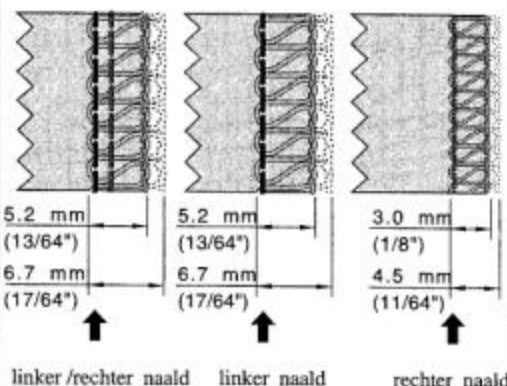 5.2 mm 5.2 mm 3.0 mm
(13/64") (13/64") (1/8")
6.7 mm 6.7 mm 4.5 mm
(17/64") (17/64") (11/64")
linker/rechter naald linker naald rechter naald